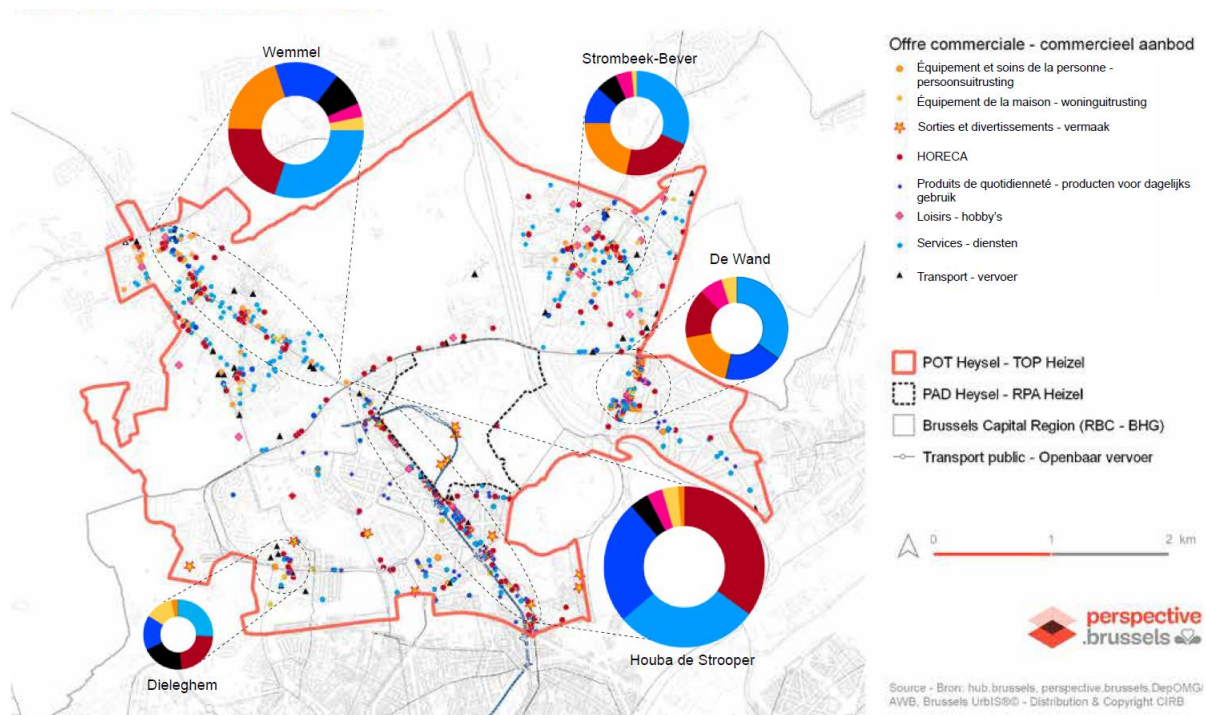 Wemmel
Strombeek-Bever
De Wand
Houba de Strooper
Dieleghem
Offre commerciale - commercieel aanbod
Équipement et soins de la personne -
persoonsuitrusting
Équipement de la maison - woninguitrusting
Sorties et divertissements - vermaak
HORECA
Produits de quotidienneté - producten voor dagelijks
gebruik
Loisirs - hobby's
Services - diensten
Transport - vervoer
POT Heysel - TOP Heizel
PAD Heysel - RPA Heizel
Brussels Capital Region (RBC - BHG)
Transport public - Openbaar vervoer
0 1 2 km
perspective
.brussels
Source - Bron: hub.brussels, perspective.brussels.DepOMG/
AWB, Brussels UrbIS®© - Distribution & Copyright CIRB